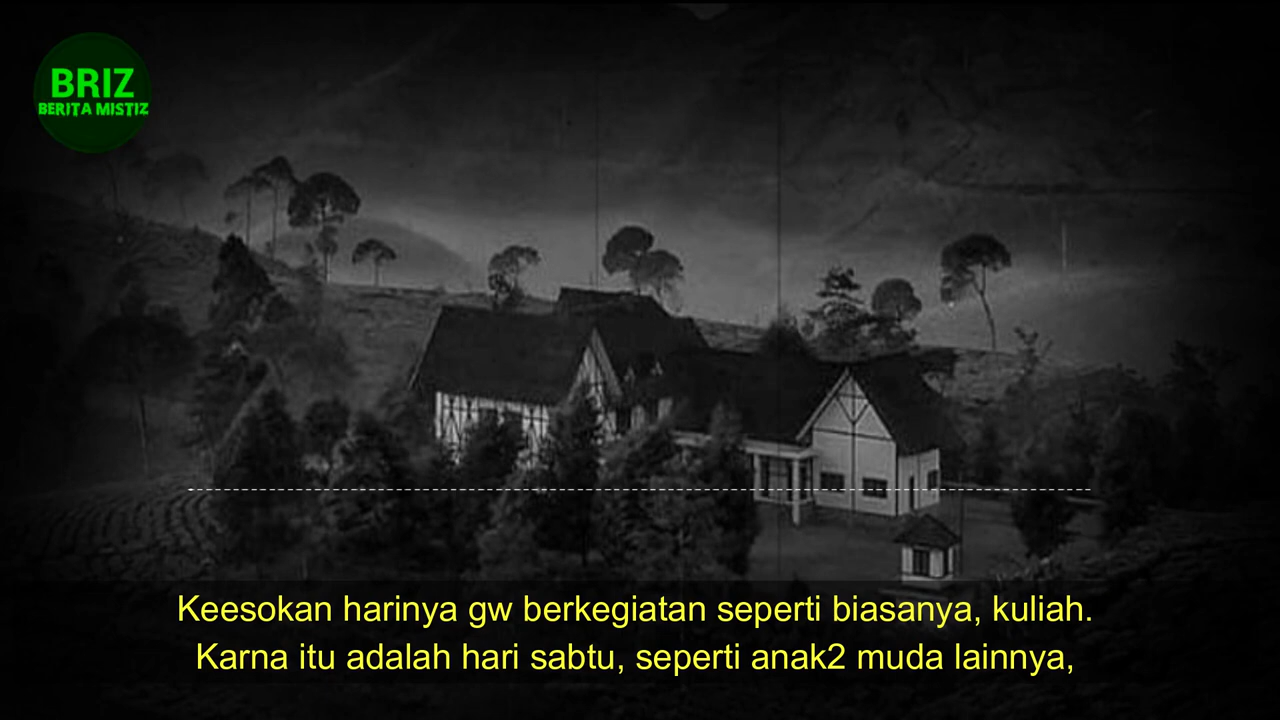 BRIZ
BERITA MISTIZ
Keesokan harinya gw berkegiatan seperti biasanya, kuliah.
Karna itu adalah hari sabtu, seperti anak2 muda lainnya,